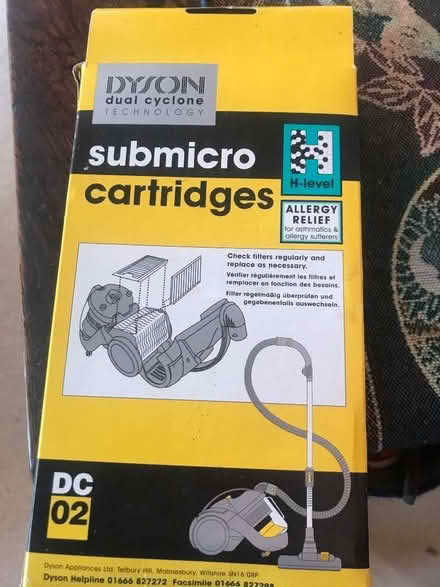 DYSON
dual cyclone
TECHNOLOGY
submicro
cartridges
H
H-level
ALLERGY
RELIEF
for asthmatics &
allergy sufferers
Check filters regularly and
replace as necessary.
Vérifier régulièrement les filtres et
remplacer en fonction des besoins.
Filter regelmäßig überprüfen und
gegebenenfalls auswechseln.
DC
02
Dyson Appliances Ltd. Tetbury Hill, Malmesbury, Wiltshire SN16 0RP.
Dyson Helpline 01666 827272 Facsimile 01666 827298